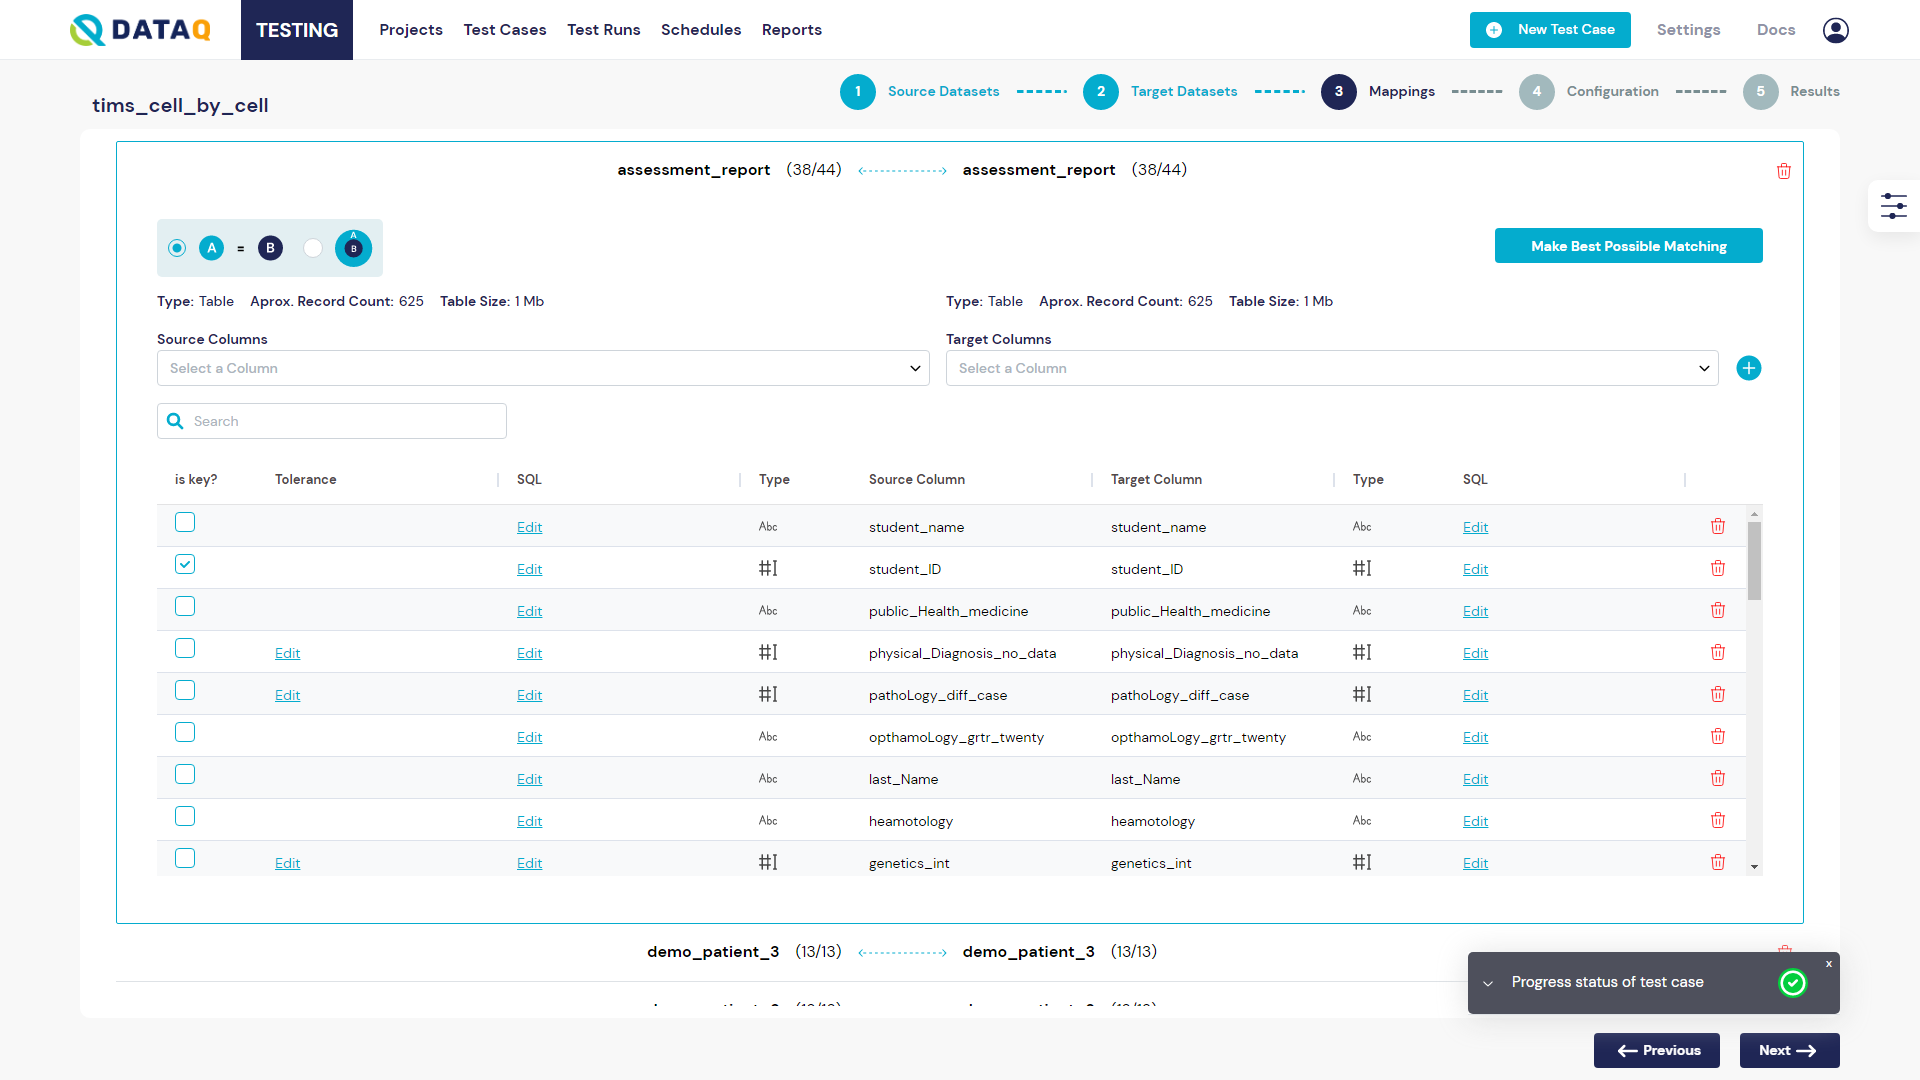 DATAQ TESTING Projects Test Cases Test Runs Schedules Reports New Test Case Settings Docs
tims_cell_by_cell 1 Source Datasets 2 Target Datasets 3 Mappings 4 Configuration 5 Results
assessment_report (38/44) assessment_report (38/44)
A = B A B Make Best Possible Matching
Type: Table Aprox. Record Count: 625 Table Size: 1 Mb Type: Table Aprox. Record Count: 625 Table Size: 1 Mb
Source Columns Target Columns
Select a Column Select a Column
Search
is key? Tolerance SQL Type Source Column Target Column Type SQL
Edit Abc student_name student_name Abc Edit
Edit student_ID student_ID Edit
Edit Abc public_Health_medicine public_Health_medicine Abc Edit
Edit Edit physical_Diagnosis_no_data physical_Diagnosis_no_data Edit
Edit Edit pathoLogy_diff_case pathoLogy_diff_case Edit
Edit Abc opthamoLogy_grtr_twenty opthamoLogy_grtr_twenty Abc Edit
Edit Abc last_Name last_Name Abc Edit
Edit Abc heamotology heamotology Abc Edit
Edit Edit genetics_int genetics_int Edit
demo_patient_3 (13/13) demo_patient_3 (13/13)
Progress status of test case x
Previous Next